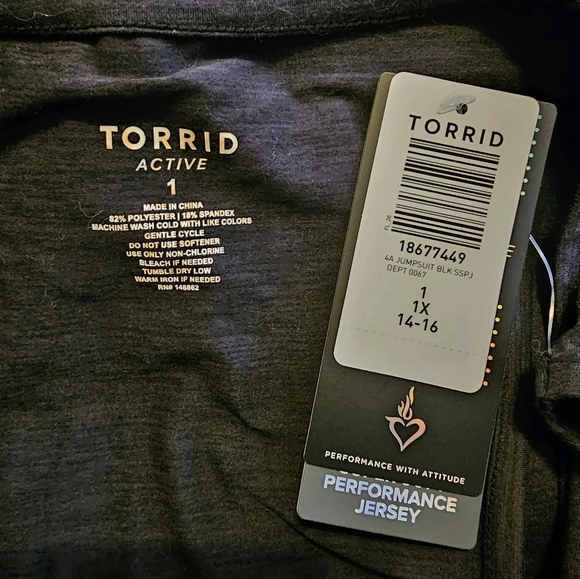 TORRID
ACTIVE
1
MADE IN CHINA
82% POLYESTER | 18% SPANDEX
MACHINE WASH COLD WITH LIKE COLORS
GENTLE CYCLE
DO NOT USE SOFTENER
USE ONLY NON-CHLORINE
BLEACH IF NEEDED
TUMBLE DRY LOW
WARM IRON IF NEEDED
RN# 148862
TORRID
18677449
4A JUMPSUIT BLK SSPJ
DEPT 0067
1
1X
14-16
PERFORMANCE WITH ATTITUDE
PERFORMANCE
JERSEY